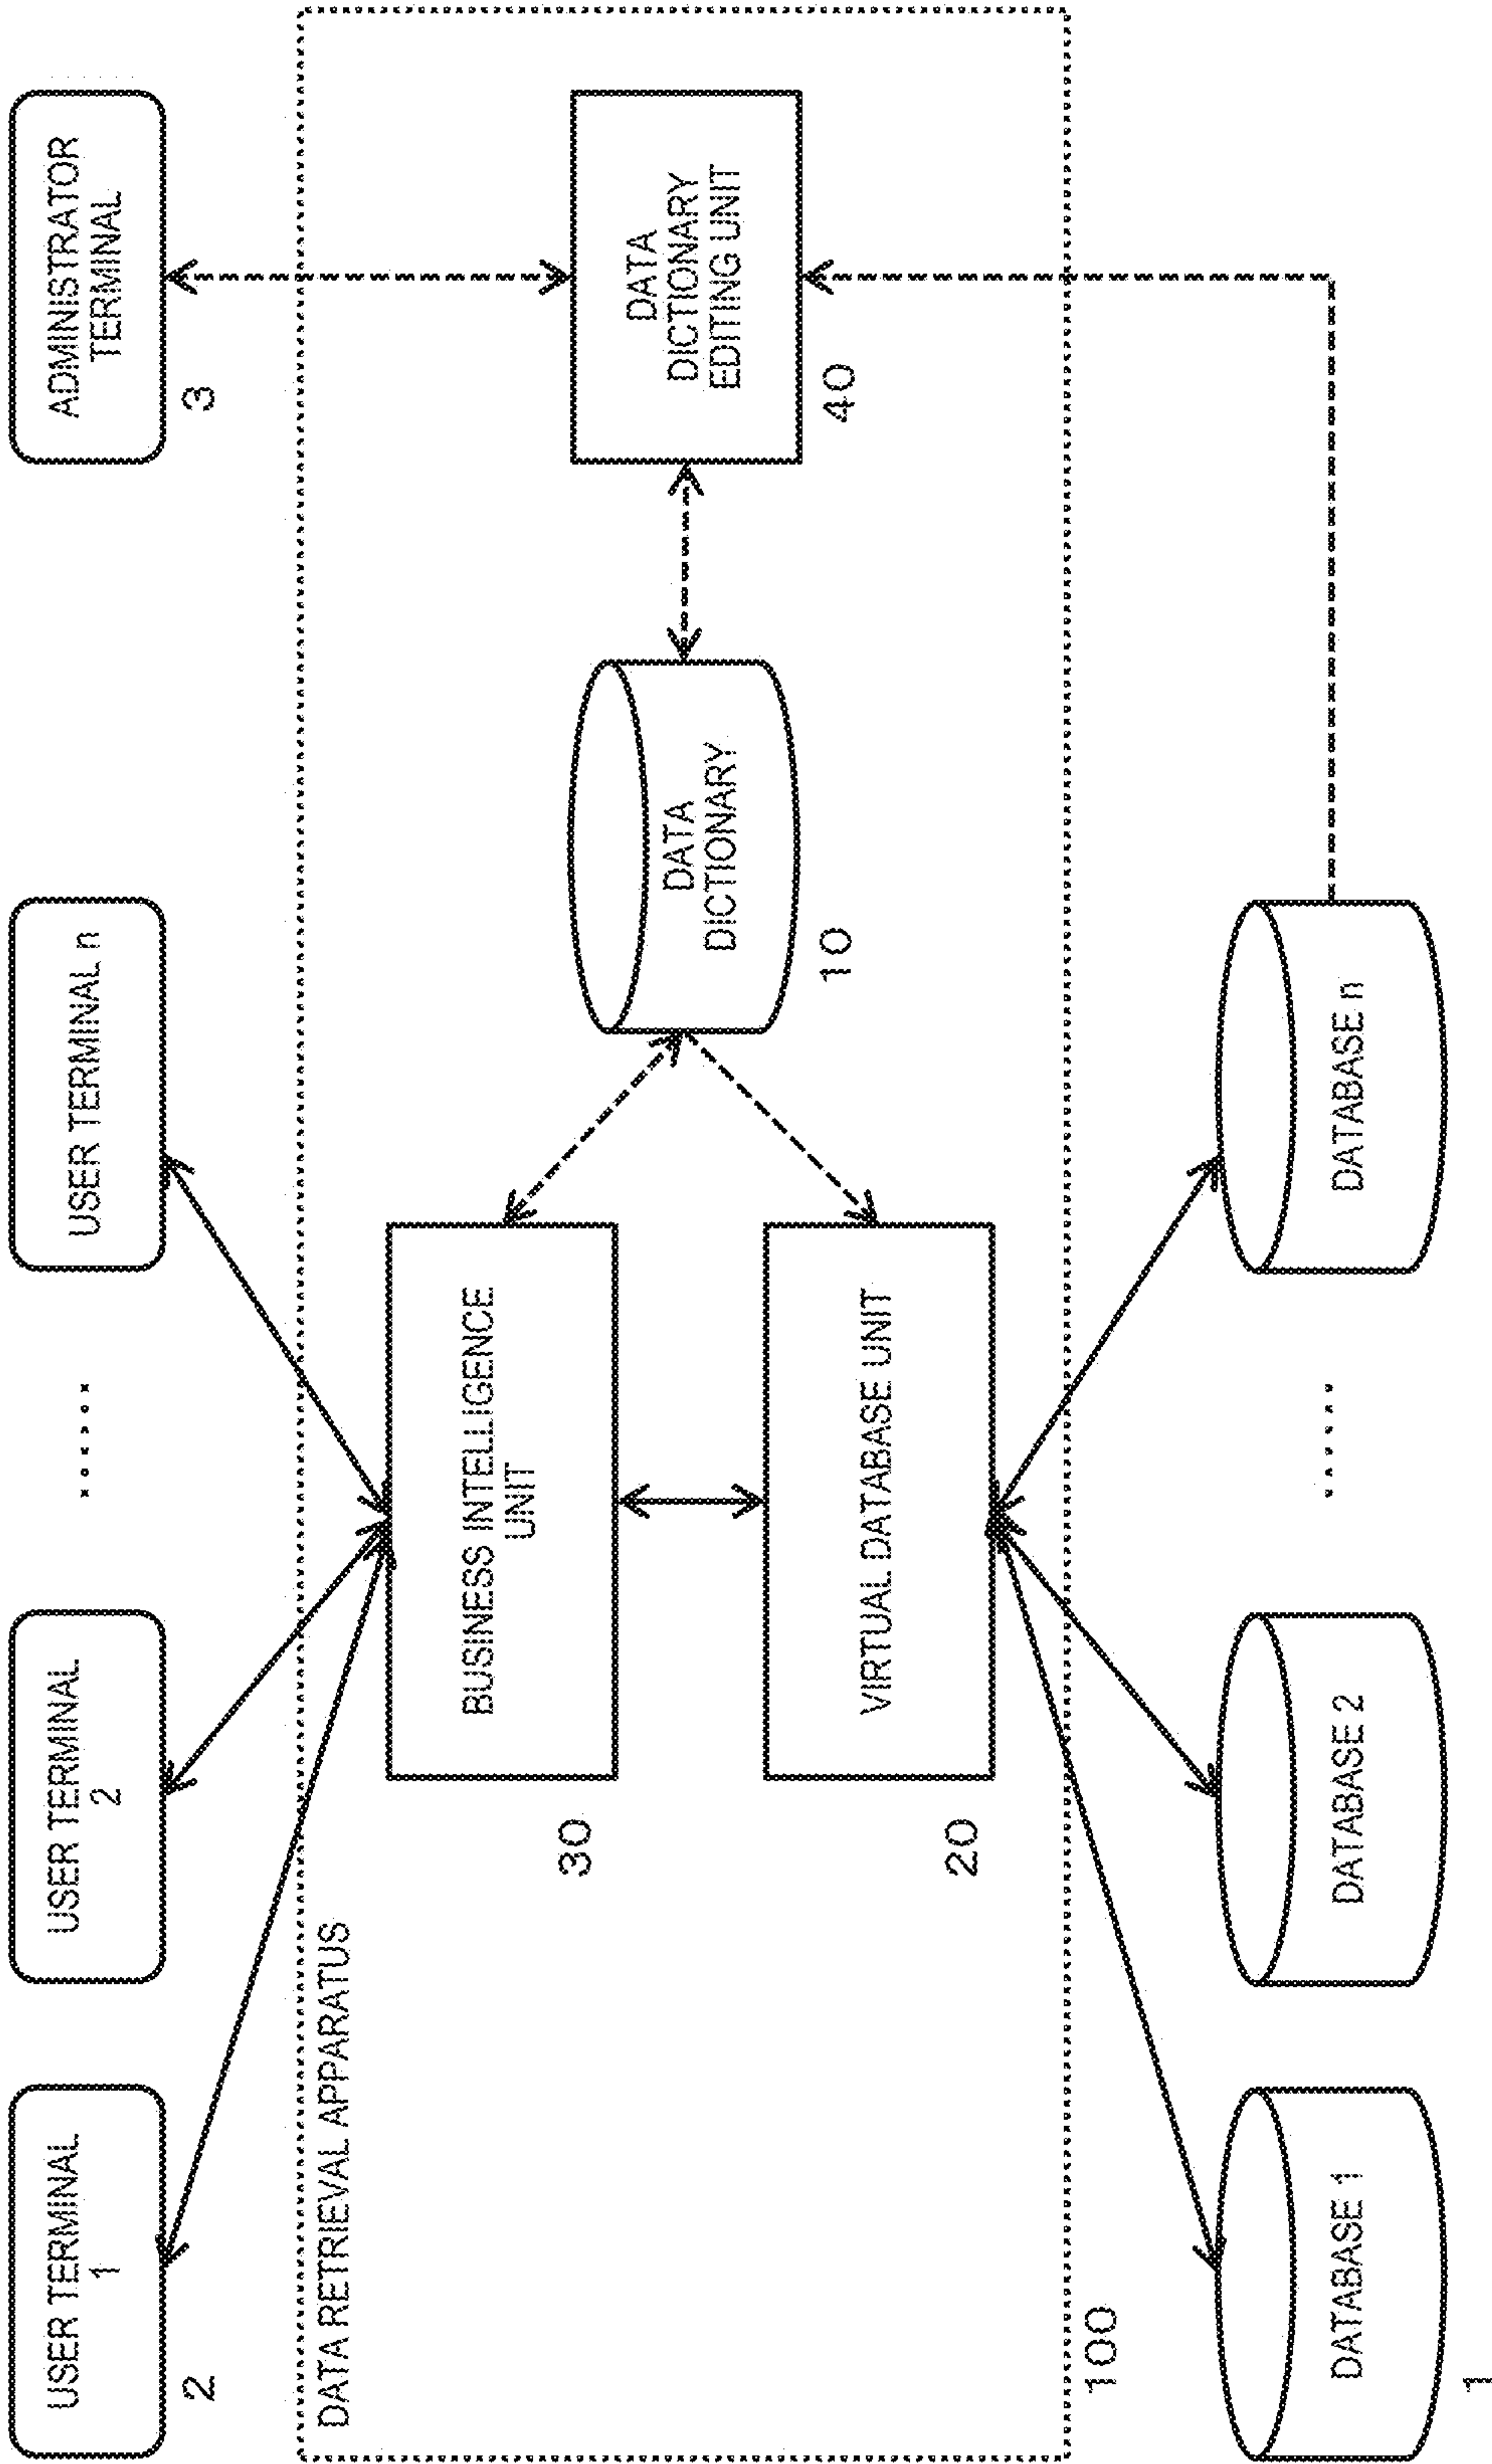 USER TERMINAL
1
USER TERMINAL
2
......
USER TERMINAL n
ADMINISTRATOR
TERMINAL
2
3
DATA RETRIEVAL APPARATUS
BUSINESS INTELLIGENCE
UNIT
30
DATA
DICTIONARY
10
DATA
DICTIONARY
EDITING UNIT
40
VIRTUAL DATABASE UNIT
20
100
DATABASE 1
DATABASE 2
......
DATABASE n
1